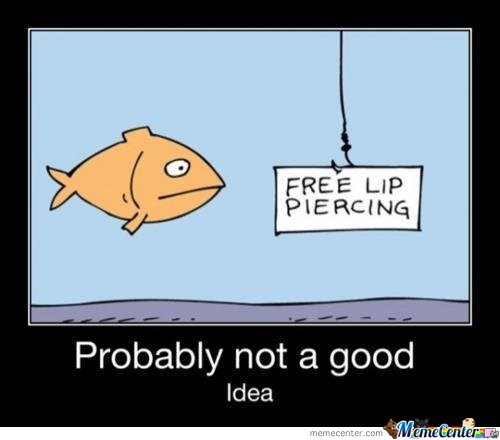 FREE LIP
PIERCING
Probably not a good
Idea
memecenter.com MemeCenter